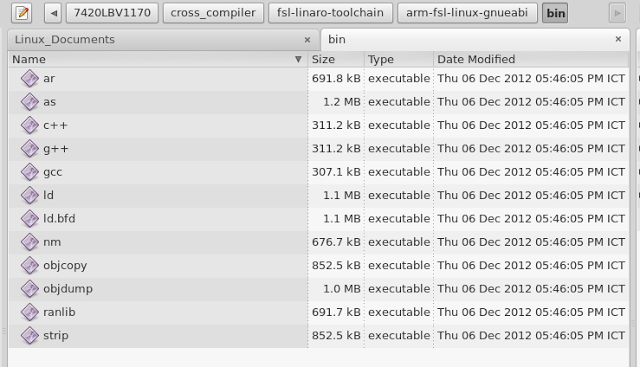 7420LBV1170 cross_compiler fsl-linaro-toolchain arm-fsl-linux-gnueabi bin
Linux_Documents × bin ×
Name Size Type Date Modified
ar 691.8 kB executable Thu 06 Dec 2012 05:46:05 PM ICT
as 1.2 MB executable Thu 06 Dec 2012 05:46:05 PM ICT
c++ 311.2 kB executable Thu 06 Dec 2012 05:46:05 PM ICT
g++ 311.2 kB executable Thu 06 Dec 2012 05:46:05 PM ICT
gcc 307.1 kB executable Thu 06 Dec 2012 05:46:05 PM ICT
ld 1.1 MB executable Thu 06 Dec 2012 05:46:05 PM ICT
ld.bfd 1.1 MB executable Thu 06 Dec 2012 05:46:05 PM ICT
nm 676.7 kB executable Thu 06 Dec 2012 05:46:05 PM ICT
objcopy 852.5 kB executable Thu 06 Dec 2012 05:46:05 PM ICT
objdump 1.0 MB executable Thu 06 Dec 2012 05:46:05 PM ICT
ranlib 691.7 kB executable Thu 06 Dec 2012 05:46:05 PM ICT
strip 852.5 kB executable Thu 06 Dec 2012 05:46:05 PM ICT